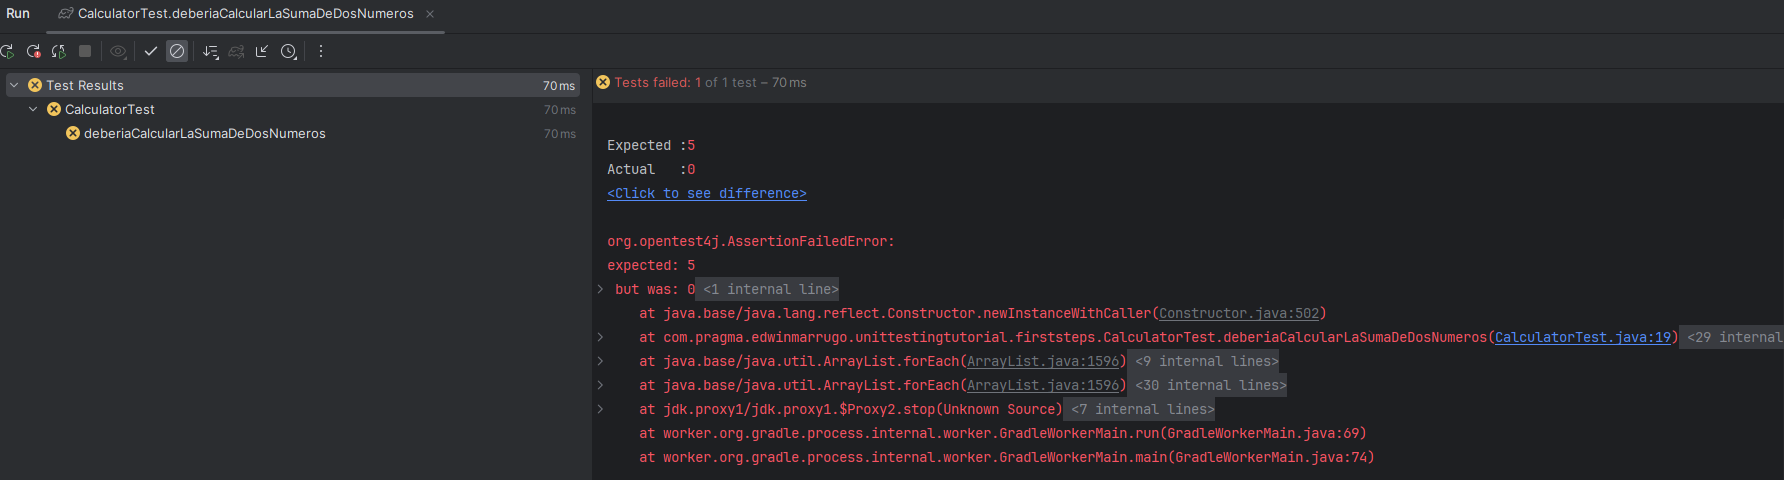 Run CalculatorTest.deberiaCalcularLaSumaDeDosNumeros
Test Results 70 ms
CalculatorTest 70 ms
deberiaCalcularLaSumaDeDosNumeros 70 ms
Tests failed: 1 of 1 test – 70 ms
Expected :5
Actual   :0
<Click to see difference>
org.opentest4j.AssertionFailedError:
expected: 5
but was: 0 <1 internal line>
at java.base/java.lang.reflect.Constructor.newInstanceWithCaller(Constructor.java:502)
at com.pragma.edwinmarrugo.unittestingtutorial.firststeps.CalculatorTest.deberiaCalcularLaSumaDeDosNumeros(CalculatorTest.java:19) <29 internal
at java.base/java.util.ArrayList.forEach(ArrayList.java:1596) <9 internal lines>
at java.base/java.util.ArrayList.forEach(ArrayList.java:1596) <30 internal lines>
at jdk.proxy1/jdk.proxy1.$Proxy2.stop(Unknown Source) <7 internal lines>
at worker.org.gradle.process.internal.worker.GradleWorkerMain.run(GradleWorkerMain.java:69)
at worker.org.gradle.process.internal.worker.GradleWorkerMain.main(GradleWorkerMain.java:74)